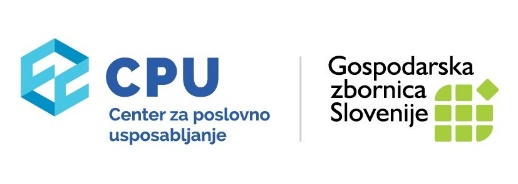 CPU
Center za poslovno
usposabljanje
Gospodarska
zbornica
Slovenije